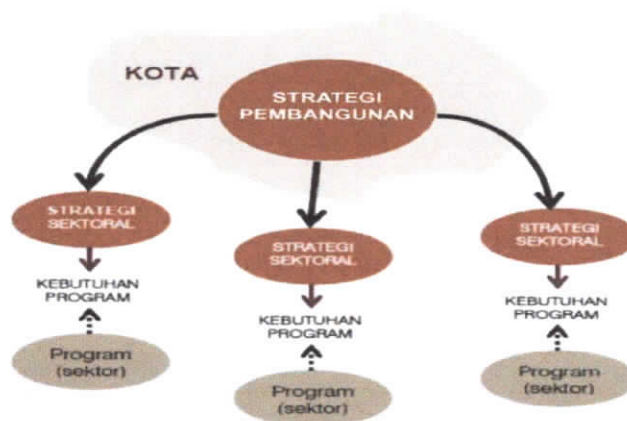 KOTA
STRATEGI
PEMBANGUNAN
STRATEGI
SEKTORAL
KEBUTUHAN
PROGRAM
Program
(sektor)
STRATEGI
SEKTORAL
KEBUTUHAN
PROGRAM
Program
(sektor)
STRATEGI
SEKTORAL
KEBUTUHAN
PROGRAM
Program
(sektor)